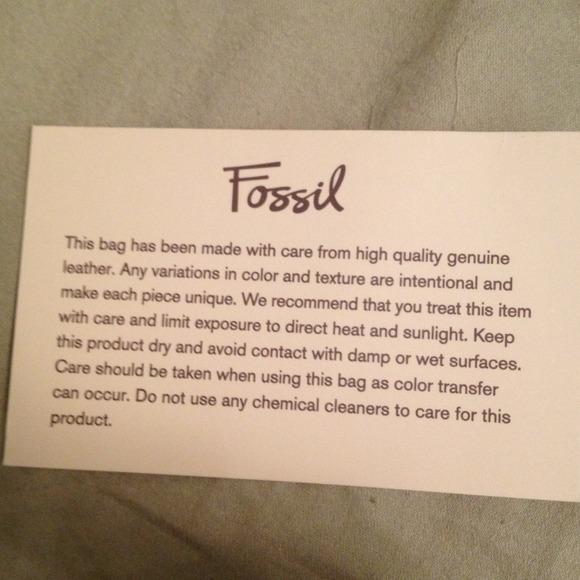 Fossil
This bag has been made with care from high quality genuine
leather. Any variations in color and texture are intentional and
make each piece unique. We recommend that you treat this item
with care and limit exposure to direct heat and sunlight. Keep
this product dry and avoid contact with damp or wet surfaces.
Care should be taken when using this bag as color transfer
can occur. Do not use any chemical cleaners to care for this
product.